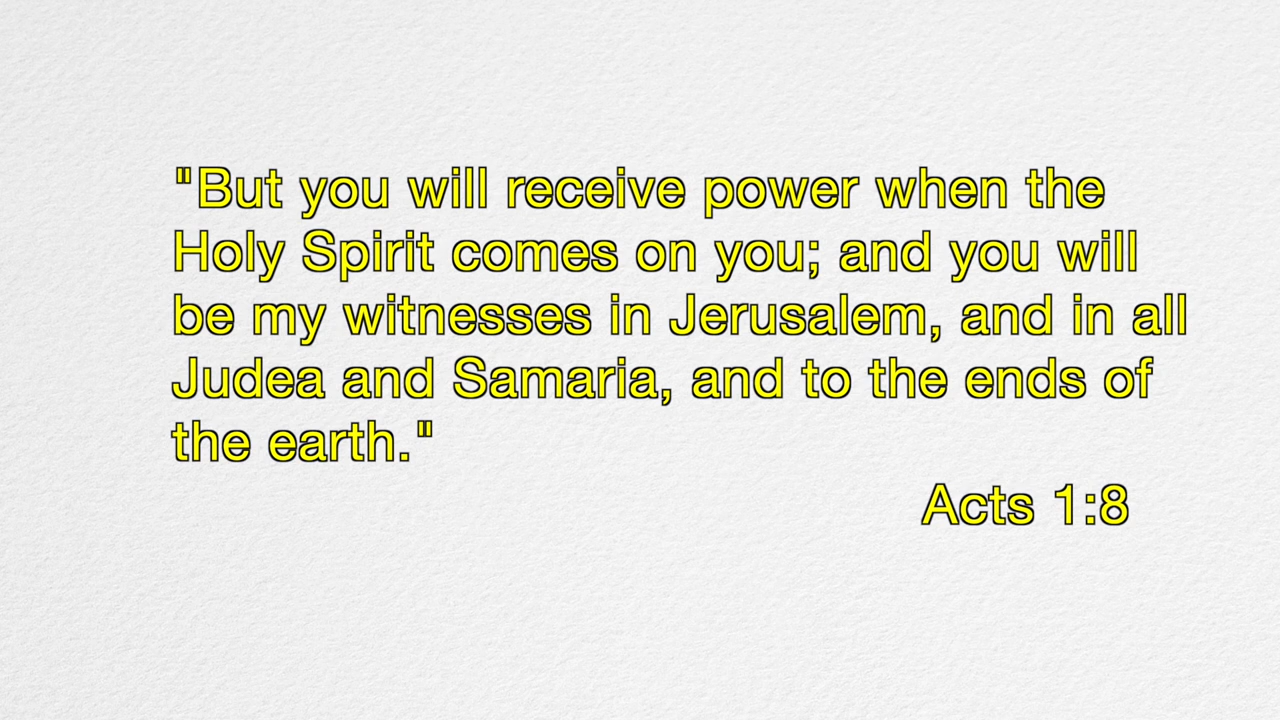 "But you will receive power when the
Holy Spirit comes on you; and you will
be my witnesses in Jerusalem, and in all
Judea and Samaria, and to the ends of
the earth."
Acts 1:8